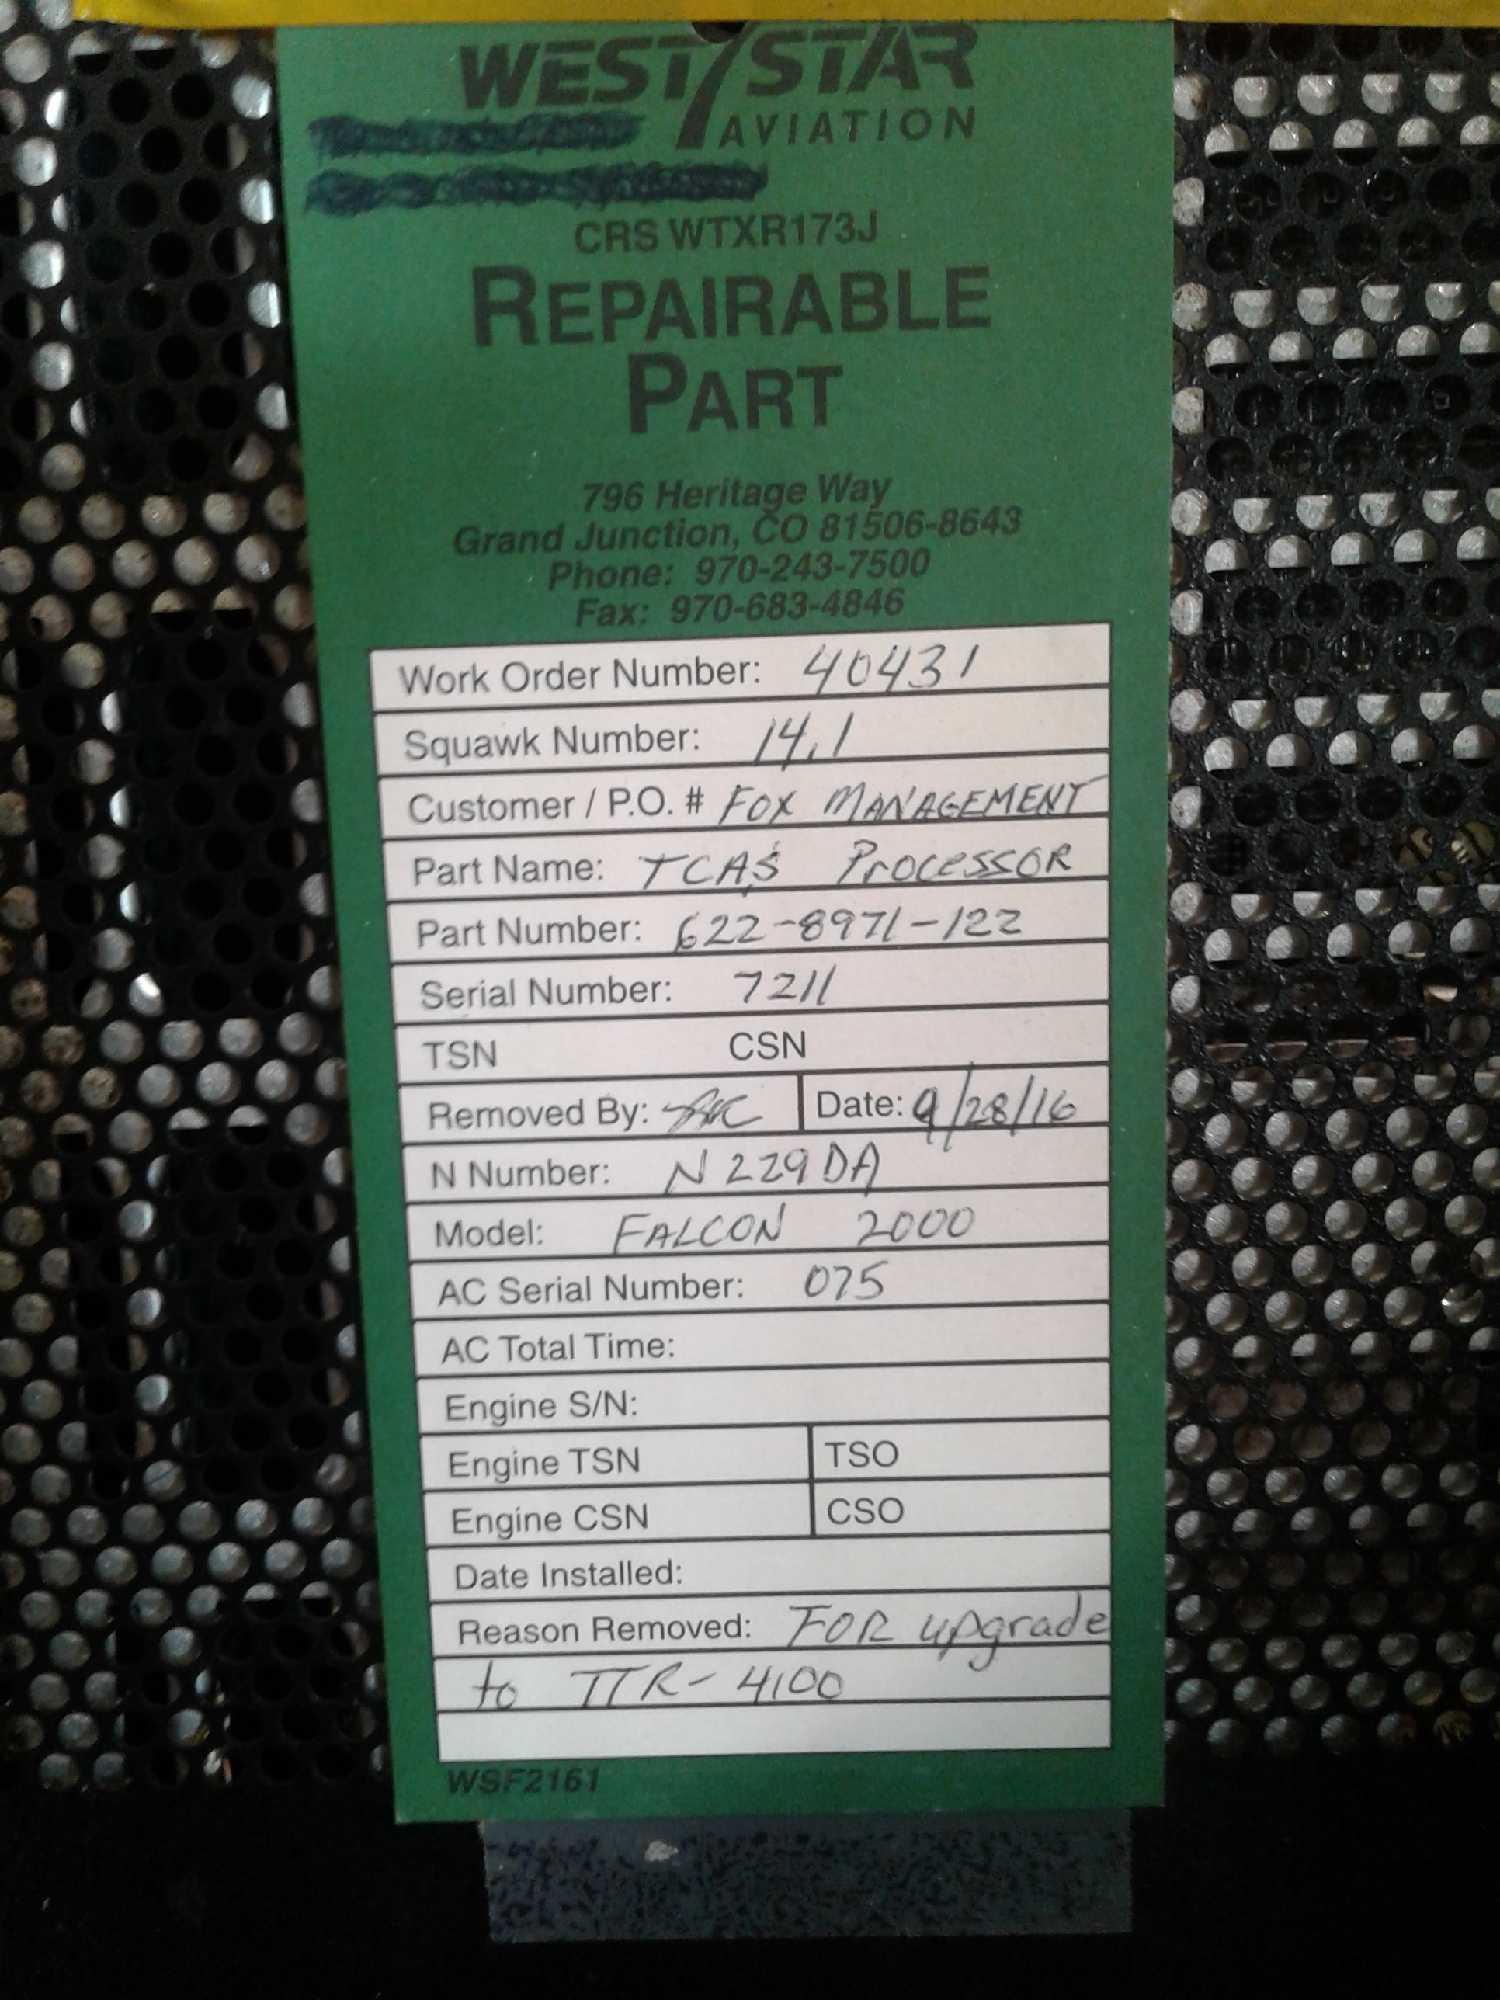 WEST STAR
AVIATION
CRS WTXR173J
REPAIRABLE
PART
796 Heritage Way
Grand Junction, CO 81506-8643
Phone: 970-243-7500
Fax: 970-683-4846
Work Order Number: 40431
Squawk Number: 14.1
Customer / P.O. # FOX MANAGEMENT
Part Name: TCAS PROCESSOR
Part Number: 622-8971-122
Serial Number: 7211
TSN CSN
Removed By: Date: 9/28/16
N Number: N229DA
Model: FALCON 2000
AC Serial Number: 075
AC Total Time:
Engine S/N:
Engine TSN TSO
Engine CSN CSO
Date Installed:
Reason Removed: FOR upgrade
to TTR-4100
WSF2161